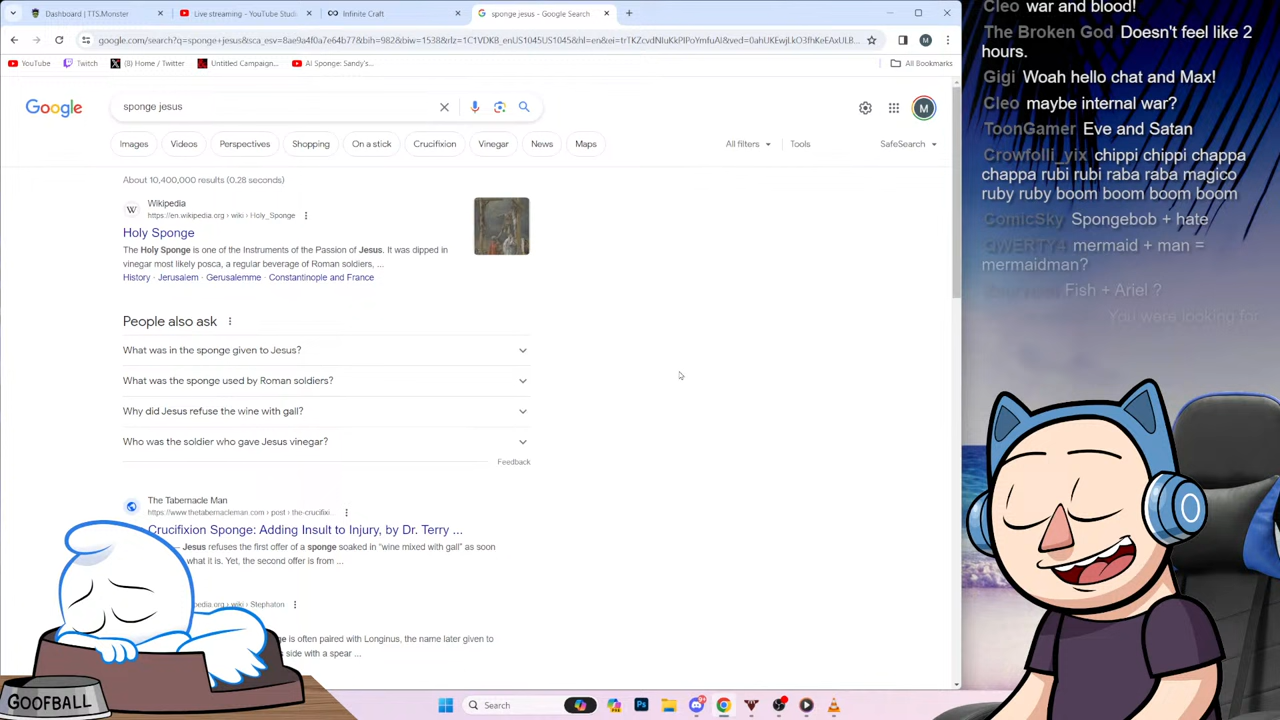 Dashboard | TTS.Monster
Live streaming - YouTube Studi
Infinite Craft
sponge jesus - Google Search
YouTube
Twitch
(8) Home / Twitter
Untitled Campaign...
AI Sponge: Sandy's...
All Bookmarks
Google
sponge jesus
M
Images
Videos
Perspectives
Shopping
On a stick
Crucifixion
Vinegar
News
Maps
All filters
Tools
SafeSearch
About 10,400,000 results (0.28 seconds)
W
Wikipedia
https://en.wikipedia.org › wiki › Holy_Sponge
Holy Sponge
The Holy Sponge is one of the Instruments of the Passion of Jesus. It was dipped in
vinegar most likely posca, a regular beverage of Roman soldiers, ...
History · Jerusalem · Gerusalemme · Constantinople and France
People also ask
What was in the sponge given to Jesus?
What was the sponge used by Roman soldiers?
Why did Jesus refuse the wine with gall?
Who was the soldier who gave Jesus vinegar?
Feedback
The Tabernacle Man
https://www.thetabernacleman.com › post › the-crucifixi...
Crucifixion Sponge: Adding Insult to Injury, by Dr. Terry ...
— Jesus refuses the first offer of a sponge soaked in “wine mixed with gall” as soon
what it is. Yet, the second offer is from ...
pedia.org › wiki › Stephaton
ge is often paired with Longinus, the name later given to
s side with a spear ...
GOOFBALL
Search
Cleo war and blood!
The Broken God Doesn't feel like 2
hours.
Gigi Woah hello chat and Max!
Cleo maybe internal war?
ToonGamer Eve and Satan
Crowfolli_yix chippi chippi chappa
chappa rubi rubi raba raba magico
ruby ruby boom boom boom boom
ComicSky Spongebob + hate
QWERTY4 mermaid + man =
mermaidman?
Fish + Ariel ?
You were looking for